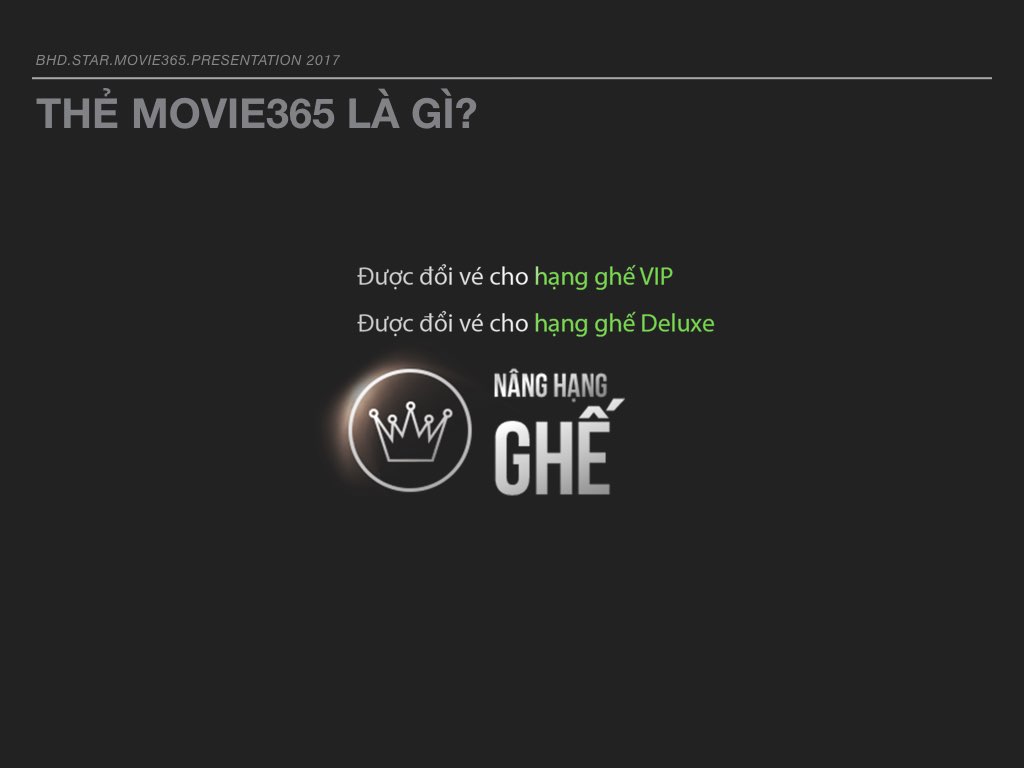 BHD.STAR.MOVIE365.PRESENTATION 2017
THẺ MOVIE365 LÀ GÌ?
Được đổi vé cho hạng ghế VIP
Được đổi vé cho hạng ghế Deluxe
NÂNG HẠNG
GHẾ